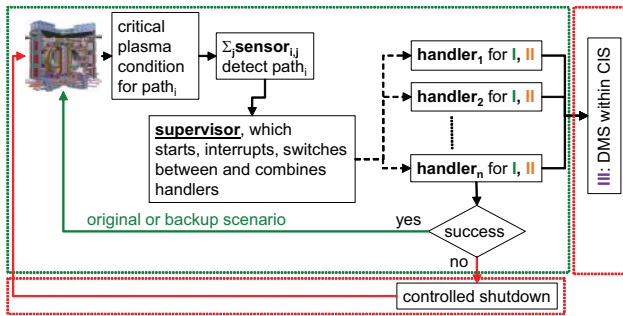 critical
plasma
condition
for path_i
Σ_j sensor_i,j
detect path_i
supervisor, which
starts, interrupts, switches
between and combines
handlers
handler_1 for I, II
handler_2 for I, II
handler_n for I, II
III: DMS within CIS
original or backup scenario
yes
success
no
controlled shutdown